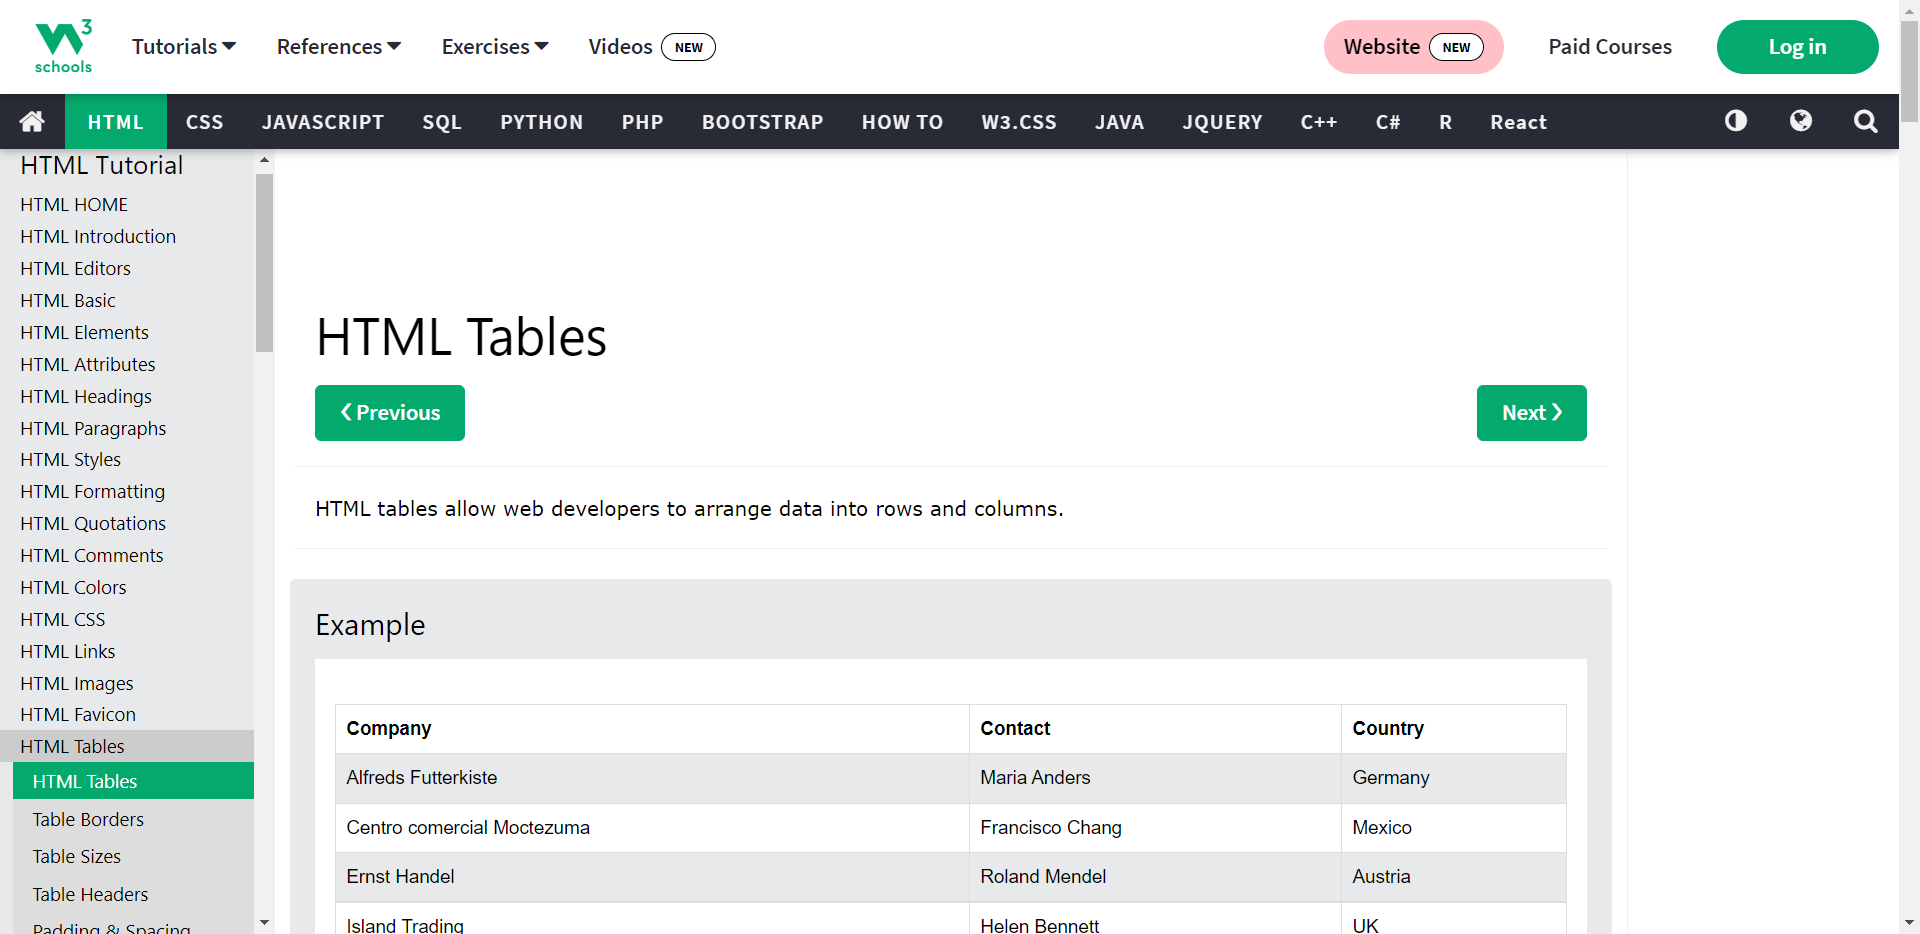 3
schools
Tutorials References Exercises Videos NEW Website NEW Paid Courses Log in
HTML CSS JAVASCRIPT SQL PYTHON PHP BOOTSTRAP HOW TO W3.CSS JAVA JQUERY C++ C# R React
HTML Tutorial
HTML HOME
HTML Introduction
HTML Editors
HTML Basic
HTML Elements
HTML Attributes
HTML Headings
HTML Paragraphs
HTML Styles
HTML Formatting
HTML Quotations
HTML Comments
HTML Colors
HTML CSS
HTML Links
HTML Images
HTML Favicon
HTML Tables
HTML Tables
Table Borders
Table Sizes
Table Headers
Padding & Spacing
HTML Tables
❮ Previous
Next ❯
HTML tables allow web developers to arrange data into rows and columns.
Example
Company Contact Country
Alfreds Futterkiste Maria Anders Germany
Centro comercial Moctezuma Francisco Chang Mexico
Ernst Handel Roland Mendel Austria
Island Trading Helen Bennett UK